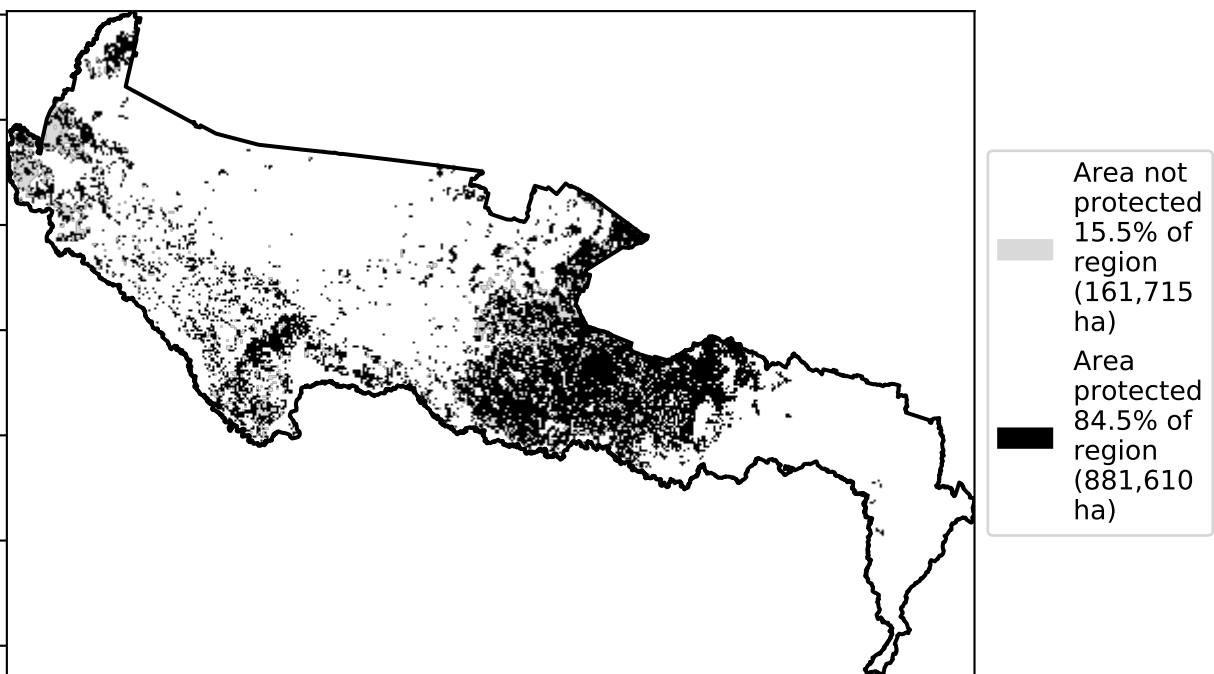 Area not
protected
15.5% of
region
(161,715
ha)
Area
protected
84.5% of
region
(881,610
ha)